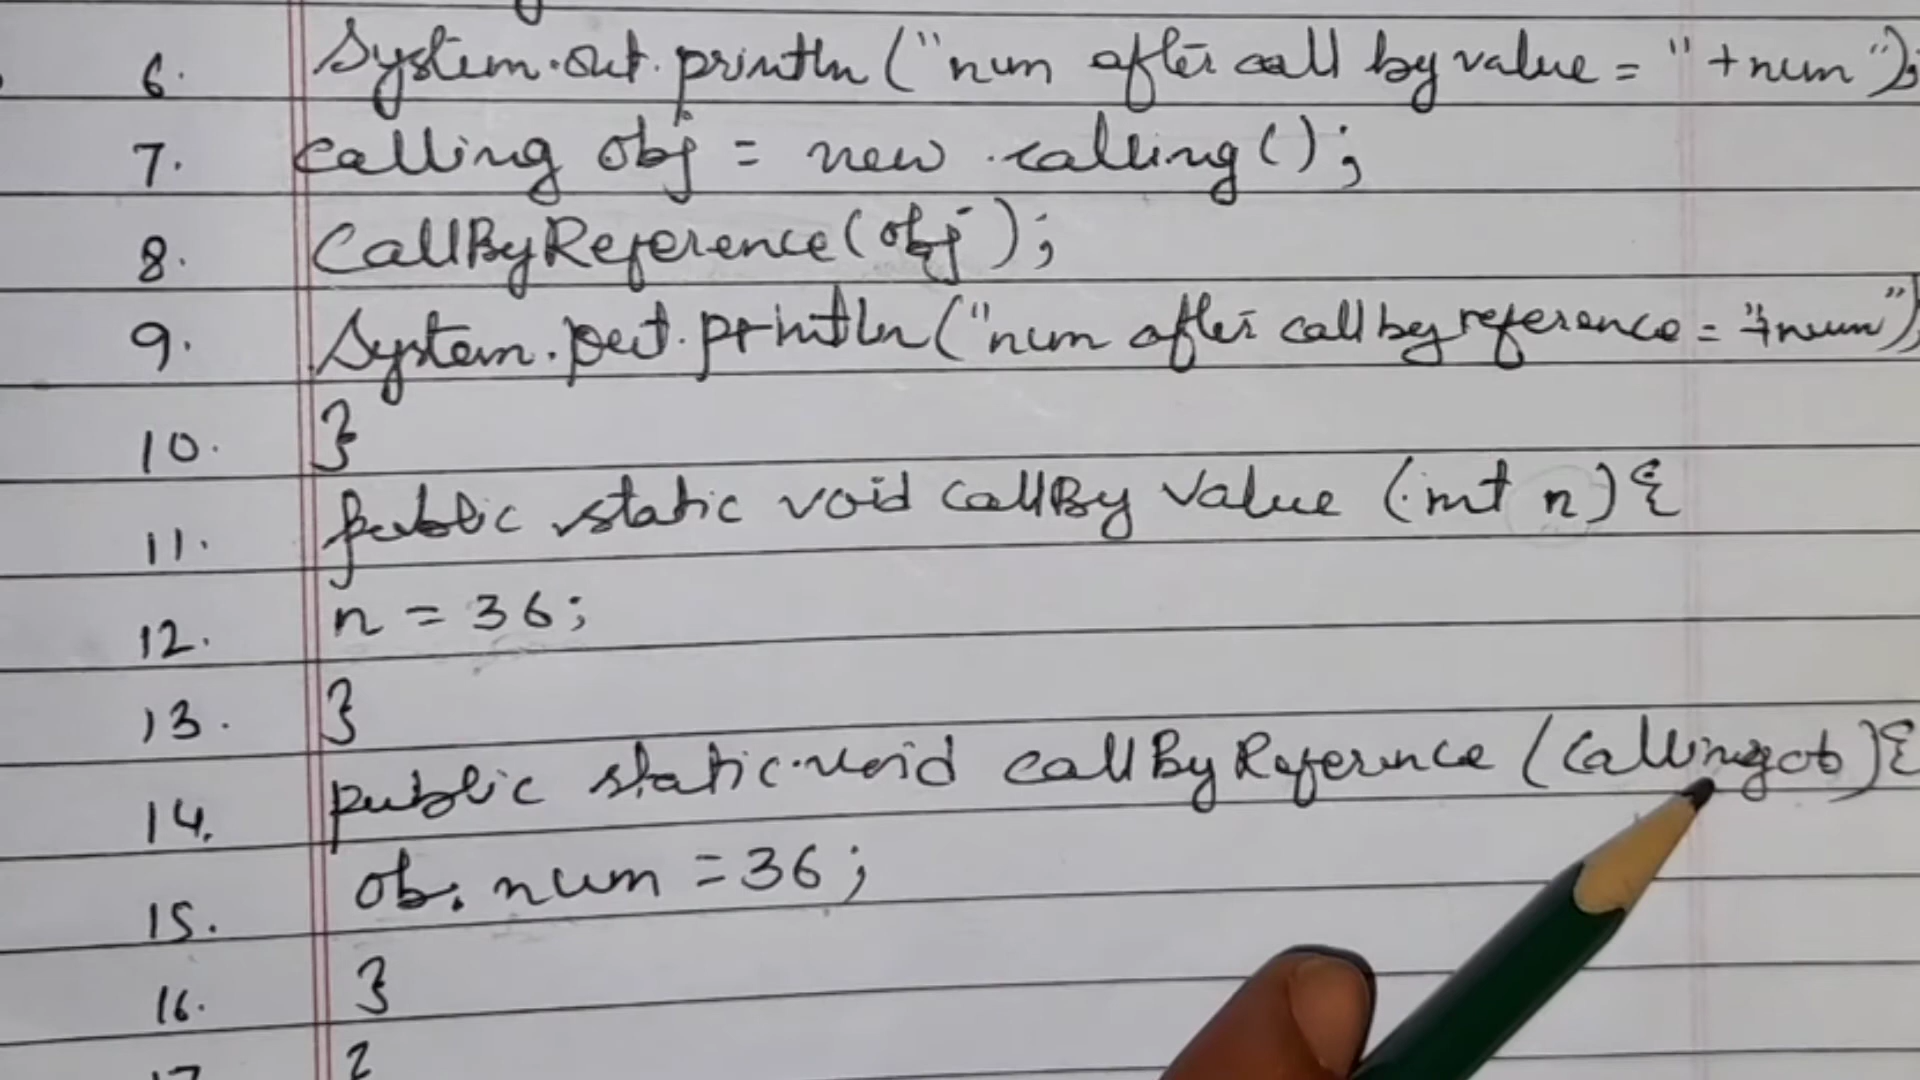 6. System.out.println ("num after call by value = " +num");
7. calling obj = new calling();
8. CallByReference(obj);
9. System.out.println("num after call by reference = "+num");
10. }
11. public static void callBy Value (int n) {
12. n = 36;
13. }
14. public static void callByReference (calling ob) {
15. ob. num = 36;
16. }
17. }